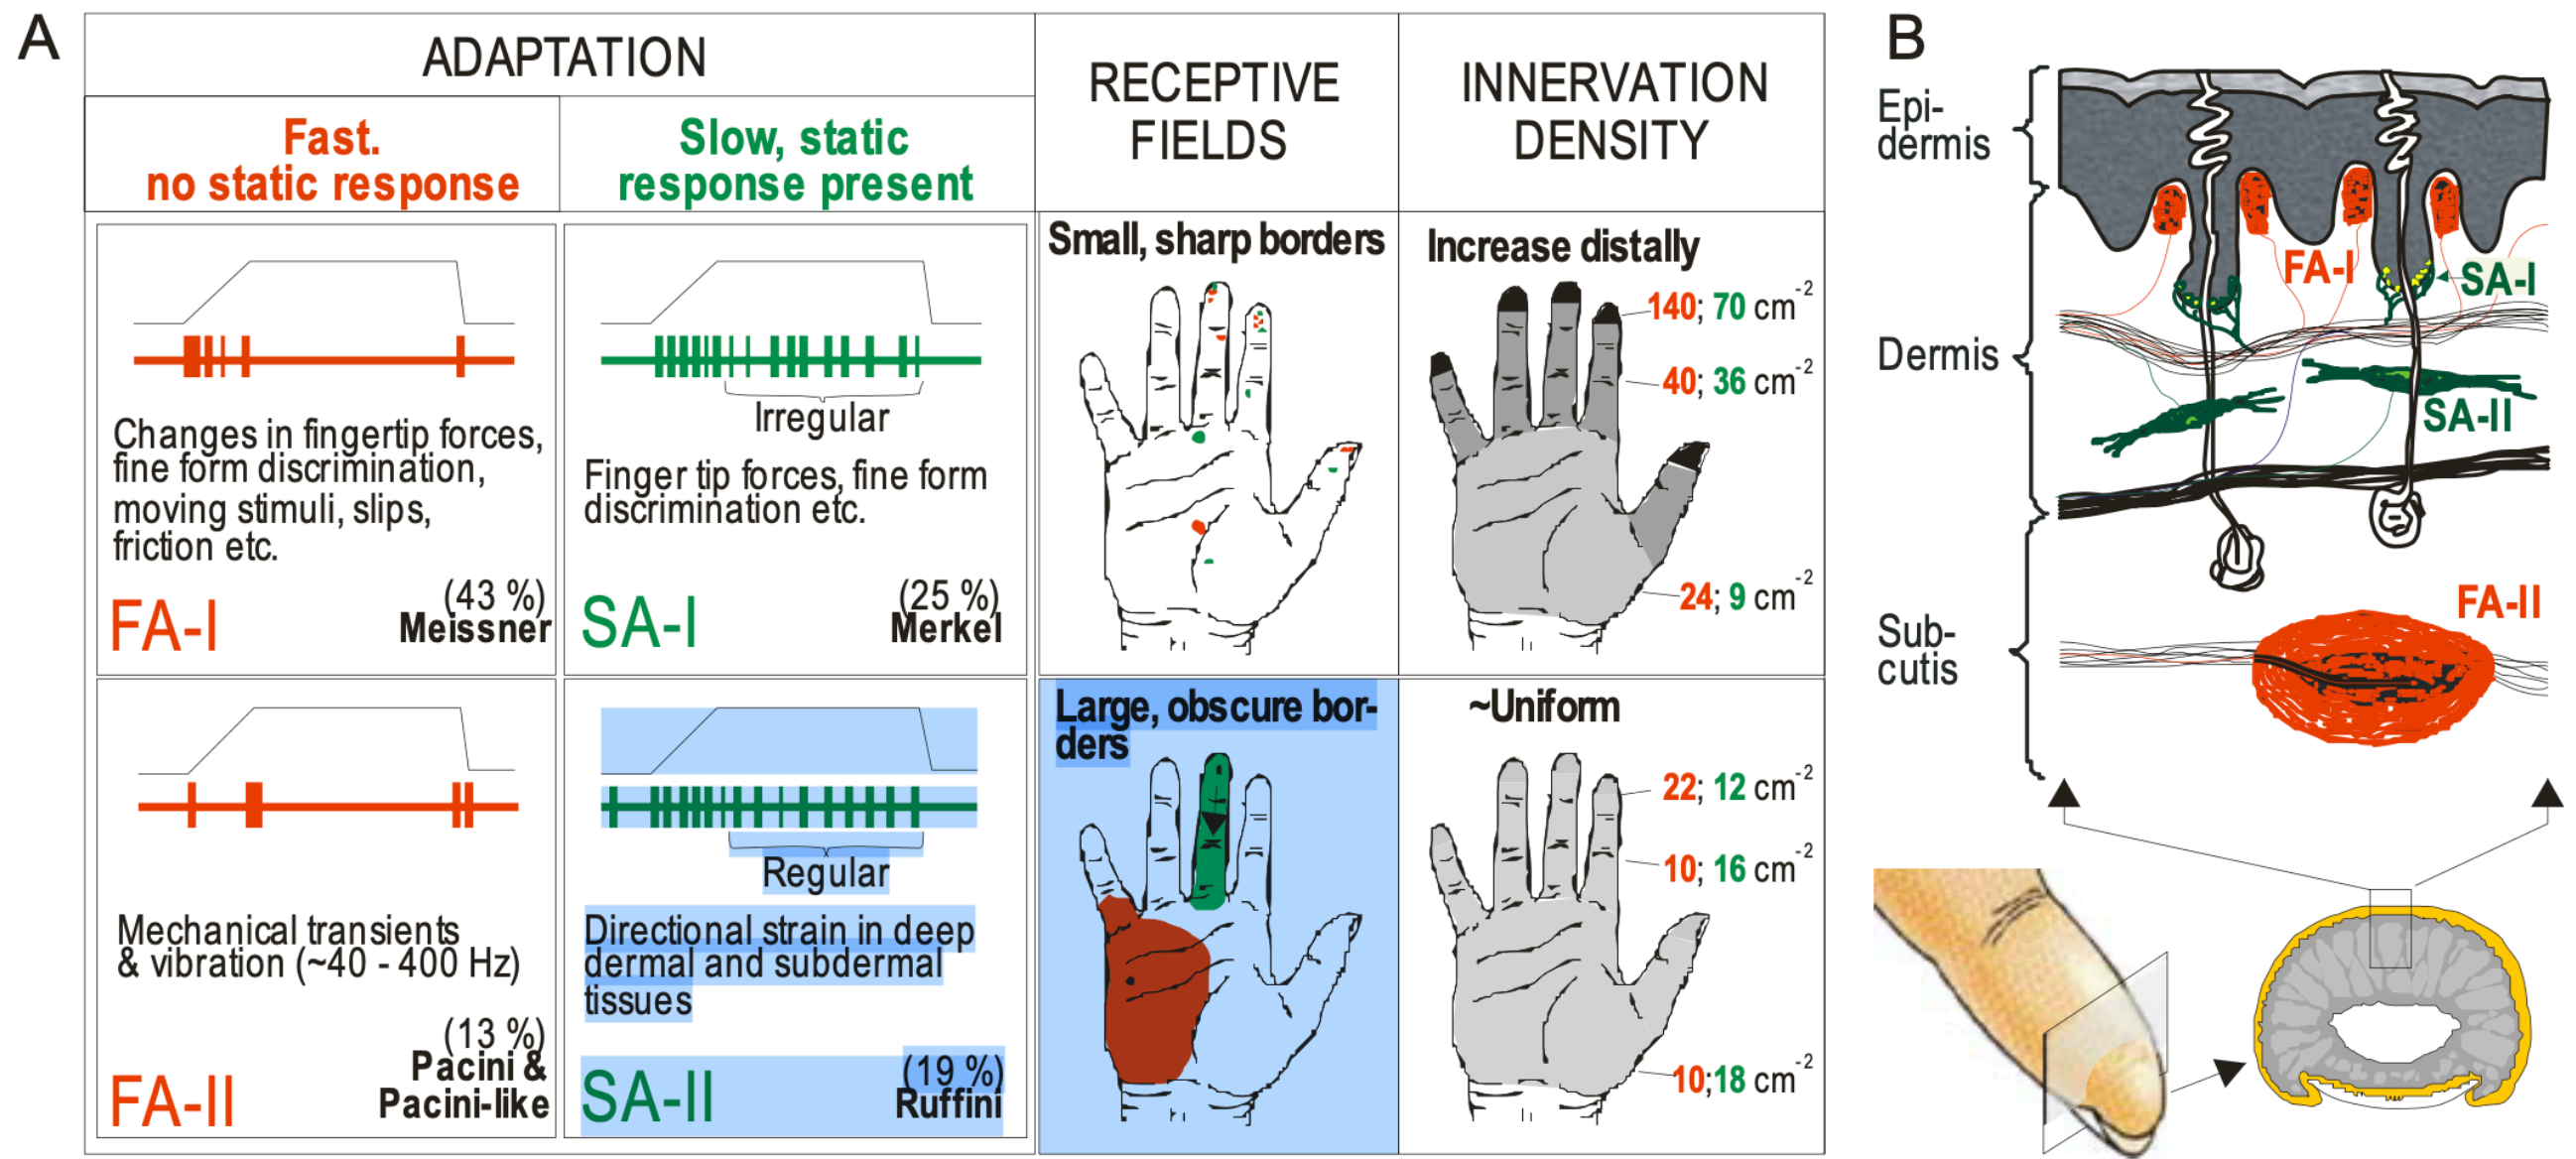 A
ADAPTATION
Fast.
no static response
Slow, static
response present
RECEPTIVE
FIELDS
INNERVATION
DENSITY
Changes in fingertip forces,
fine form discrimination,
moving stimuli, slips,
friction etc.
(43 %)
FA-I
Meissner
Irregular
Finger tip forces, fine form
discrimination etc.
(25 %)
SA-I
Merkel
Small, sharp borders
Increase distally
140; 70 cm-2
40; 36 cm-2
24; 9 cm-2
Mechanical transients
& vibration (~40 - 400 Hz)
(13 %)
Pacini &
FA-II
Pacini-like
Regular
Directional strain in deep
dermal and subdermal
tissues
(19 %)
SA-II
Ruffini
Large, obscure bor-
ders
~Uniform
22; 12 cm-2
10; 16 cm-2
10;18 cm-2
B
Epi-
dermis
FA-I
SA-I
Dermis
SA-II
FA-II
Sub-
cutis